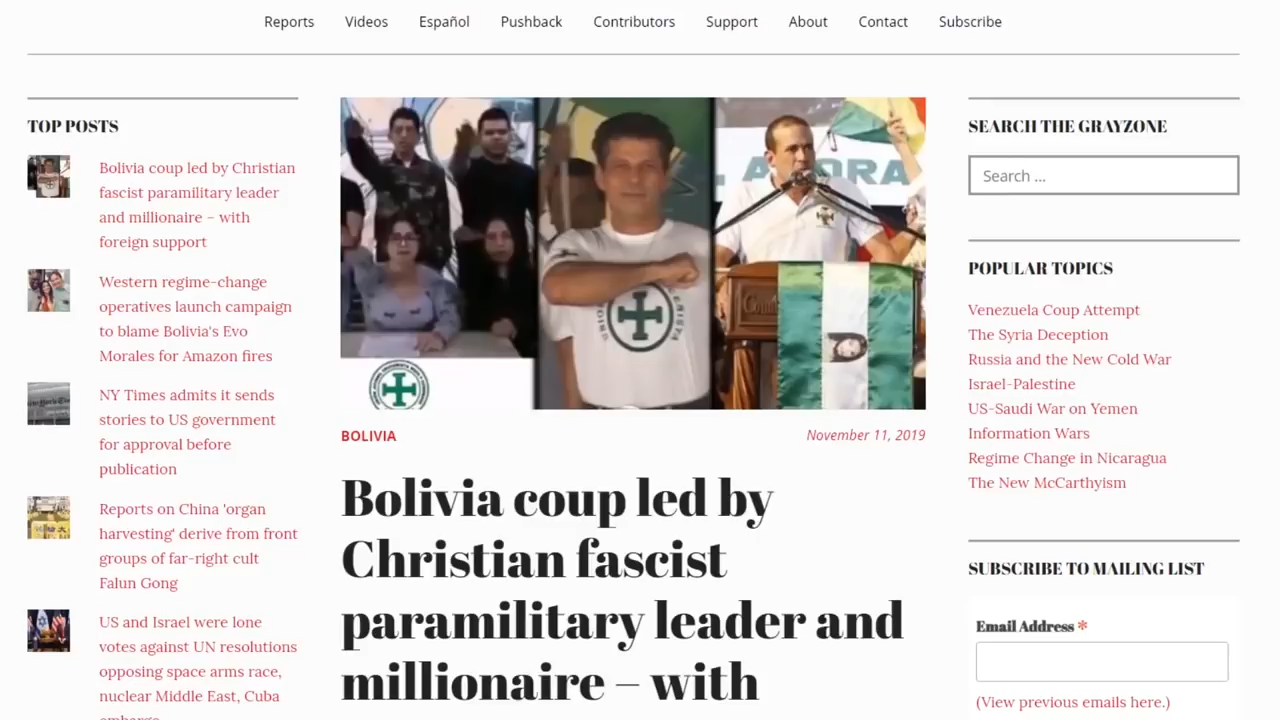 Reports Videos Español Pushback Contributors Support About Contact Subscribe
TOP POSTS
Bolivia coup led by Christian
fascist paramilitary leader
and millionaire – with
foreign support
Western regime-change
operatives launch campaign
to blame Bolivia's Evo
Morales for Amazon fires
NY Times admits it sends
stories to US government
for approval before
publication
Reports on China 'organ
harvesting' derive from front
groups of far-right cult
Falun Gong
US and Israel were lone
votes against UN resolutions
opposing space arms race,
nuclear Middle East, Cuba
embargo
BOLIVIA
November 11, 2019
Bolivia coup led by
Christian fascist
paramilitary leader and
millionaire – with
SEARCH THE GRAYZONE
Search ...
POPULAR TOPICS
Venezuela Coup Attempt
The Syria Deception
Russia and the New Cold War
Israel-Palestine
US-Saudi War on Yemen
Information Wars
Regime Change in Nicaragua
The New McCarthyism
SUBSCRIBE TO MAILING LIST
Email Address *
(View previous emails here.)